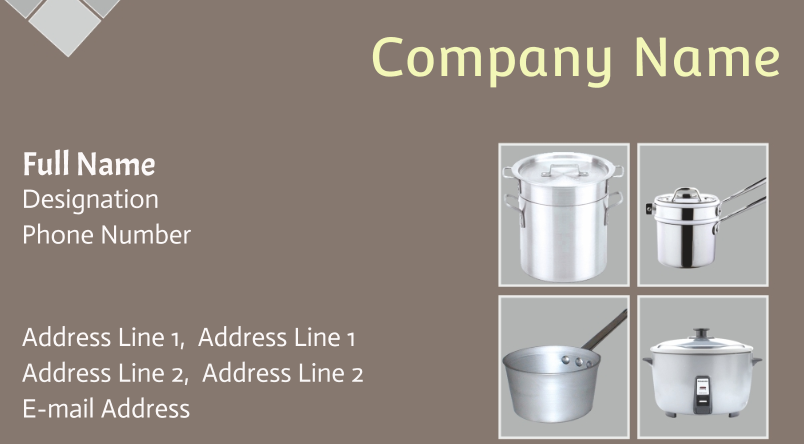 Company Name
Full Name
Designation
Phone Number
Address Line 1,  Address Line 1
Address Line 2,  Address Line 2
E-mail Address